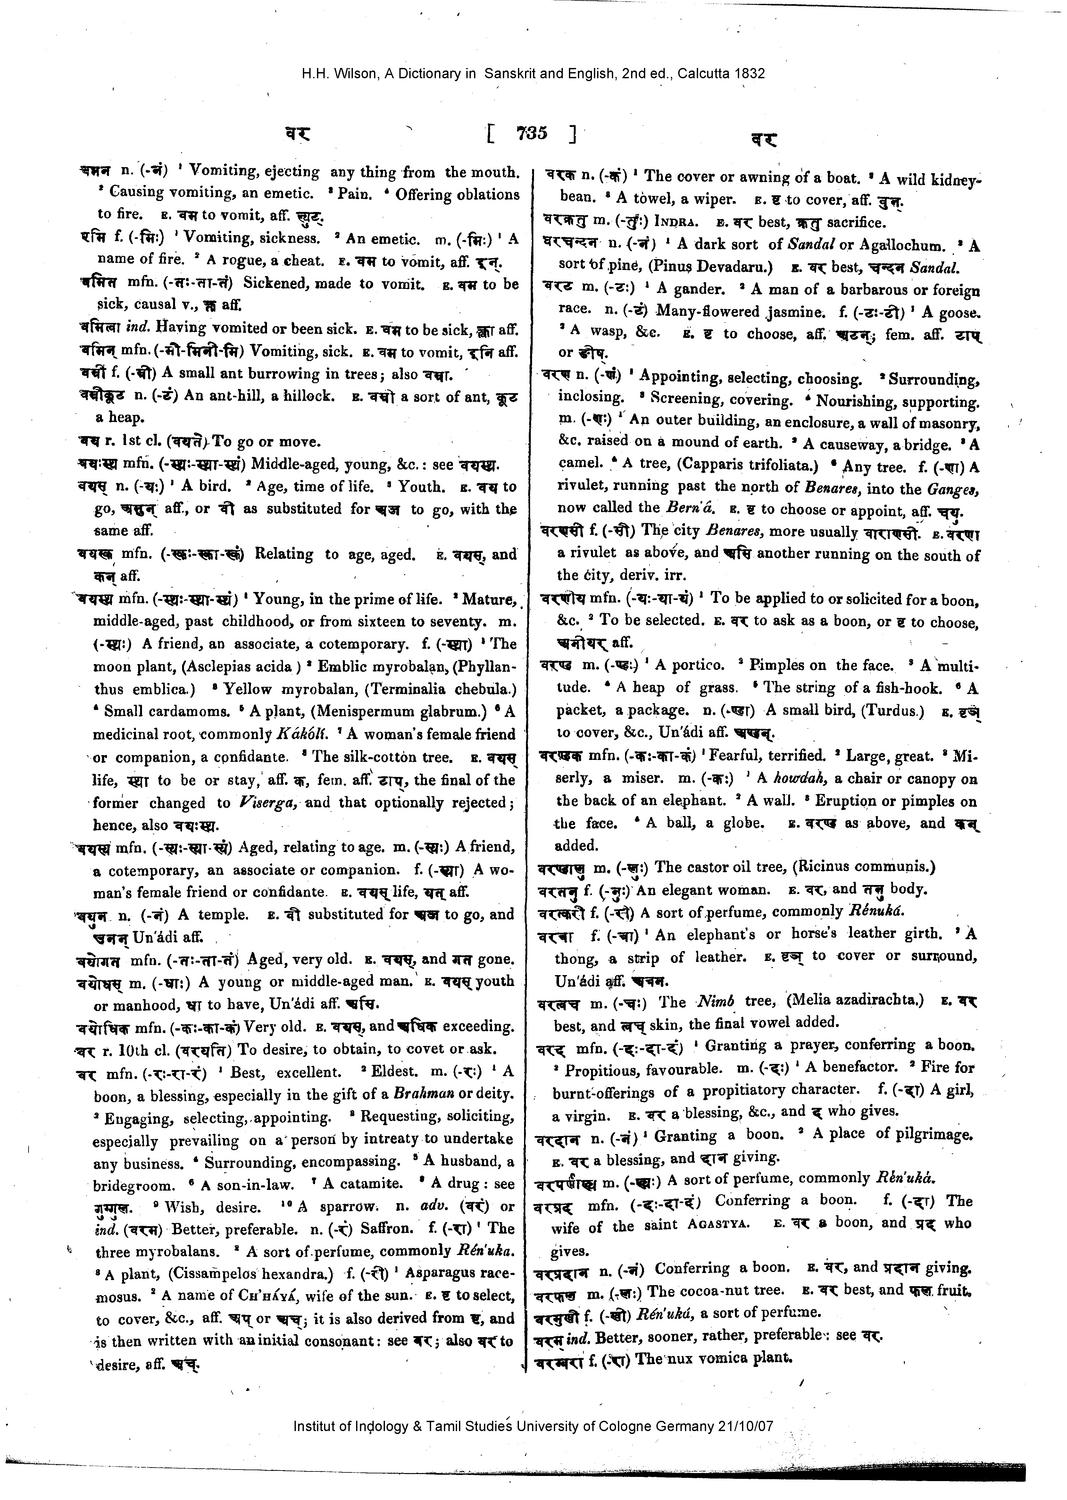 H.H. Wilson, A Dictionary in Sanskrit and English, 2nd ed., Calcutta 1832
वर [ 735 ] वर
वमन n. (-नं) ¹ Vomiting, ejecting any thing from the mouth.
² Causing vomiting, an emetic. ³ Pain. ⁴ Offering oblations
to fire. E. वम to vomit, aff. ल्युट्.
वमि f. (-मिः) ¹ Vomiting, sickness. ² An emetic. m. (-मिः) ¹ A
name of fire. ² A rogue, a cheat. E. वम to vomit, aff. इन्.
वमित mfn. (-तः-ता-तं) Sickened, made to vomit. E. वम to be
sick, causal v., क्त aff.
वमित्वा ind. Having vomited or been sick. E. वम to be sick, क्त्वा aff.
वमिन् mfn. (-मी-मिनी-मि) Vomiting, sick. E. वम to vomit, इनि aff.
वम्री f. (-म्री) A small ant burrowing in trees; also वम्रा.
वम्रीकूट n. (-टं) An ant-hill, a hillock. E. वम्री a sort of ant, कूट
a heap.
वय r. 1st cl. (वयते) To go or move.
वयःस्थ mfn. (-स्थः-स्था-स्थं) Middle-aged, young, &c.: see वयस्थ.
वयस् n. (-यः) ¹ A bird. ² Age, time of life. ³ Youth. E. वय to
go, असुन् aff., or वी as substituted for अज to go, with the
same aff.
वयस्क mfn. (-स्कः-स्का-स्कं) Relating to age, aged. E. वयस्, and
कन् aff.
वयस्थ mfn. (-स्थः-स्था-स्थं) ¹ Young, in the prime of life. ² Mature,
middle-aged, past childhood, or from sixteen to seventy. m.
(-स्थः) A friend, an associate, a cotemporary. f. (-स्था) ¹ The
moon plant, (Asclepias acida ) ² Emblic myrobalan, (Phyllan-
thus emblica.) ³ Yellow myrobalan, (Terminalia chebula.)
⁴ Small cardamoms. ⁵ A plant, (Menispermum glabrum.) ⁶ A
medicinal root, commonly Kákólí. ⁷ A woman's female friend
or companion, a confidante. ⁸ The silk-cotton tree. E. वयस्
life, स्था to be or stay, aff. क, fem. aff. टाप्, the final of the
former changed to Viserga, and that optionally rejected;
hence, also वयःस्थ.
वयस्य mfn. (-स्यः-स्या-स्यं) Aged, relating to age. m. (-स्यः) A friend,
a cotemporary, an associate or companion. f. (-स्या) A wo-
man's female friend or confidante. E. वयस् life, यत् aff.
वयुन n. (-नं) A temple. E. वी substituted for अज to go, and
उनन् Un'ádi aff.
वयोगत mfn. (-तः-ता-तं) Aged, very old. E. वयस्, and गत gone.
वयोधस् m. (-धाः) A young or middle-aged man. E. वयस् youth
or manhood, धा to have, Un'ádi aff. असि.
वयोधिक mfn. (-कः-का-कं) Very old. E. वयस्, and अधिक exceeding.
वर r. 10th cl. (वरयति) To desire, to obtain, to covet or ask.
वर mfn. (-रः-रा-रं) ¹ Best, excellent. ² Eldest. m. (-रः) ¹ A
boon, a blessing, especially in the gift of a Brahman or deity.
² Engaging, selecting, appointing. ³ Requesting, soliciting,
especially prevailing on a person by intreaty to undertake
any business. ⁴ Surrounding, encompassing. ⁵ A husband, a
bridegroom. ⁶ A son-in-law. ⁷ A catamite. ⁸ A drug: see
गुग्गुल. ⁹ Wish, desire. ¹⁰ A sparrow. n. adv. (वरं) or
ind. (वरम्) Better, preferable. n. (-रं) Saffron. f. (-रा) ¹ The
three myrobalans. ² A sort of perfume, commonly Rén'uka.
³ A plant, (Cissampelos hexandra.) f. (-री) ¹ Asparagus race-
mosus. ² A name of CH'HÁYÁ, wife of the sun. E. वृ to select,
to cover, &c., aff. अप् or अच्; it is also derived from वृ, and
is then written with an initial consonant: see बर; also वर to
desire, aff. अच्.
वरक n. (-कं) ¹ The cover or awning of a boat. ² A wild kidney-
bean. ³ A towel, a wiper. E. वृ to cover, aff. वुन्.
वरक्रतु m. (-तुः) INDRA. E. वर best, क्रतु sacrifice.
वरचन्दन n. (-नं) ¹ A dark sort of Sandal or Agallochum. ² A
sort of pine, (Pinus Devadaru.) E. वर best, चन्दन Sandal.
वरट m. (-टः) ¹ A gander. ² A man of a barbarous or foreign
race. n. (-टं) Many-flowered jasmine. f. (-टः-टी) ¹ A goose.
² A wasp, &c. E. वृ to choose, aff. अटन्; fem. aff. टाप्
or ङीष्.
वरण n. (-णं) ¹ Appointing, selecting, choosing. ² Surrounding,
inclosing. ³ Screening, covering. ⁴ Nourishing, supporting.
m. (-णः) ¹ An outer building, an enclosure, a wall of masonry,
&c. raised on a mound of earth. ² A causeway, a bridge. ³ A
camel. ⁴ A tree, (Capparis trifoliata.) ⁶ Any tree. f. (-णा) A
rivulet, running past the north of Benares, into the Ganges,
now called the Bern'á. E. वृ to choose or appoint, aff. च्यु.
वरणसी f. (-सी) The city Benares, more usually वाराणसी. E. वरणा
a rivulet as above, and असि another running on the south of
the city, deriv. irr.
वरणीय mfn. (-यः-या-यं) ¹ To be applied to or solicited for a boon,
&c. ² To be selected. E. वर to ask as a boon, or वृ to choose,
अनीयर् aff.
वरण्ड m. (-ण्डः) ¹ A portico. ² Pimples on the face. ³ A multi-
tude. ⁴ A heap of grass. ⁵ The string of a fish-hook. ⁶ A
packet, a package. n. (-ण्डा) A small bird, (Turdus.) E. वृञ्
to cover, &c., Un'ádi aff. अण्डन्.
वरण्डक mfn. (-कः-का-कं) ¹ Fearful, terrified. ² Large, great. ³ Mi-
serly, a miser. m. (-कः) ¹ A howdah, a chair or canopy on
the back of an elephant. ² A wall. ³ Eruption or pimples on
the face. ⁴ A ball, a globe. E. वरण्ड as above, and कन्
added.
वरण्डालु m. (-लुः) The castor oil tree, (Ricinus communis.)
वरतनु f. (-नुः) An elegant woman. E. वर, and तनु body.
वरत्करी f. (-री) A sort of perfume, commonly Rénuká.
वरत्रा f. (-त्रा) ¹ An elephant's or horse's leather girth. ² A
thong, a strip of leather. E. वृञ् to cover or surround,
Un'ádi aff. अत्रन्.
वरत्वच m. (-चः) The Nimb tree, (Melia azadirachta.) E. वर
best, and त्वच् skin, the final vowel added.
वरद mfn. (-दः-दा-दं) ¹ Granting a prayer, conferring a boon.
² Propitious, favourable. m. (-दः) ¹ A benefactor. ² Fire for
burnt-offerings of a propitiatory character. f. (-दा) A girl,
a virgin. E. वर a blessing, &c., and द who gives.
वरदान n. (-नं) ¹ Granting a boon. ² A place of pilgrimage.
E. वर a blessing, and दान giving.
वरपर्णाख्य m. (-ख्यः) A sort of perfume, commonly Rén'uká.
वरप्रद mfn. (-दः-दा-दं) Conferring a boon. f. (-दा) The
wife of the saint AGASTYA. E. वर a boon, and प्रद who
gives.
वरप्रदान n. (-नं) Conferring a boon. E. वर, and प्रदान giving.
वरफल m. (-लः) The cocoa-nut tree. E. वर best, and फल fruit.
वरमुखी f. (-खी) Rén'uká, a sort of perfume.
वरम् ind. Better, sooner, rather, preferable: see वर.
वरम्बरा f. (-रा) The nux vomica plant.
Institut of Indology & Tamil Studies University of Cologne Germany 21/10/07